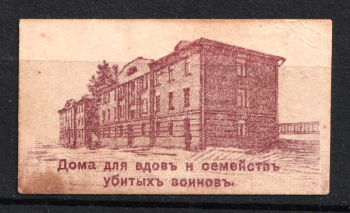 Дома для вдовъ и семействъ
убитыхъ воиновъ.